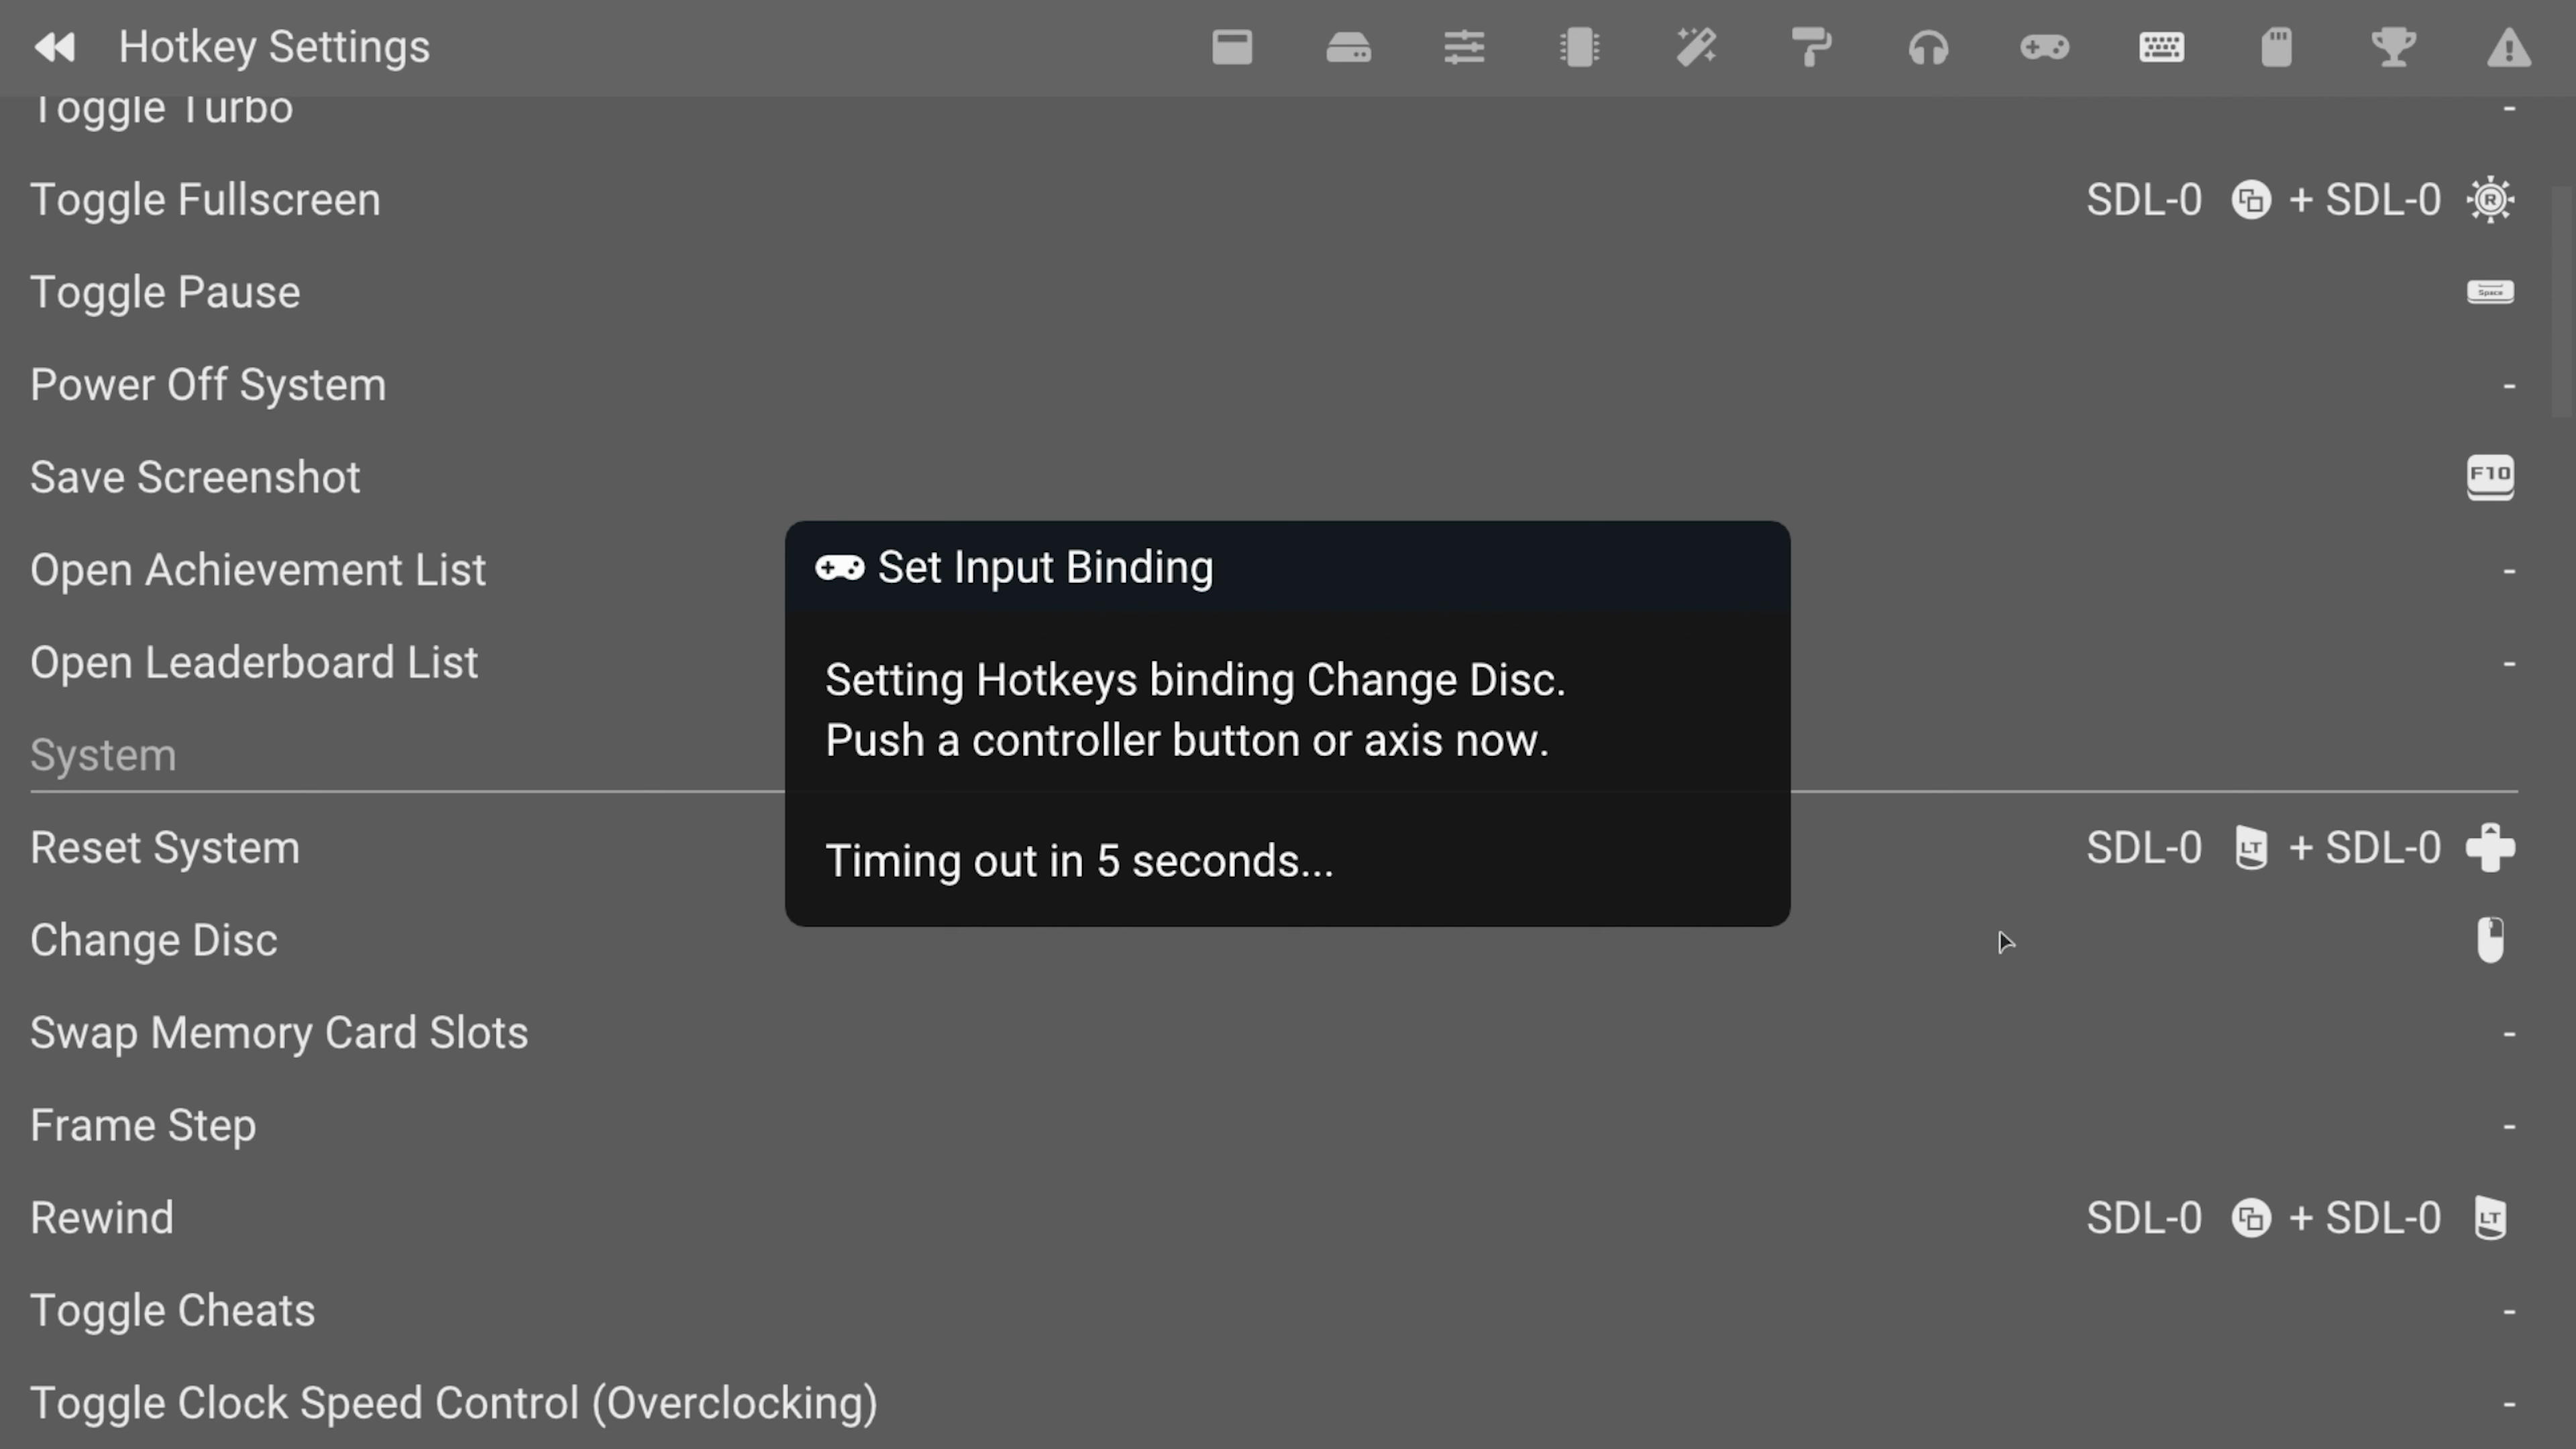 Hotkey Settings
Toggle Turbo -
Toggle Fullscreen SDL-0 + SDL-0 R
Toggle Pause Space
Power Off System -
Save Screenshot F10
Open Achievement List -
Open Leaderboard List -
Set Input Binding
Setting Hotkeys binding Change Disc.
Push a controller button or axis now.
Timing out in 5 seconds...
System
Reset System SDL-0 LT + SDL-0
Change Disc
Swap Memory Card Slots -
Frame Step -
Rewind SDL-0 + SDL-0 LT
Toggle Cheats -
Toggle Clock Speed Control (Overclocking) -